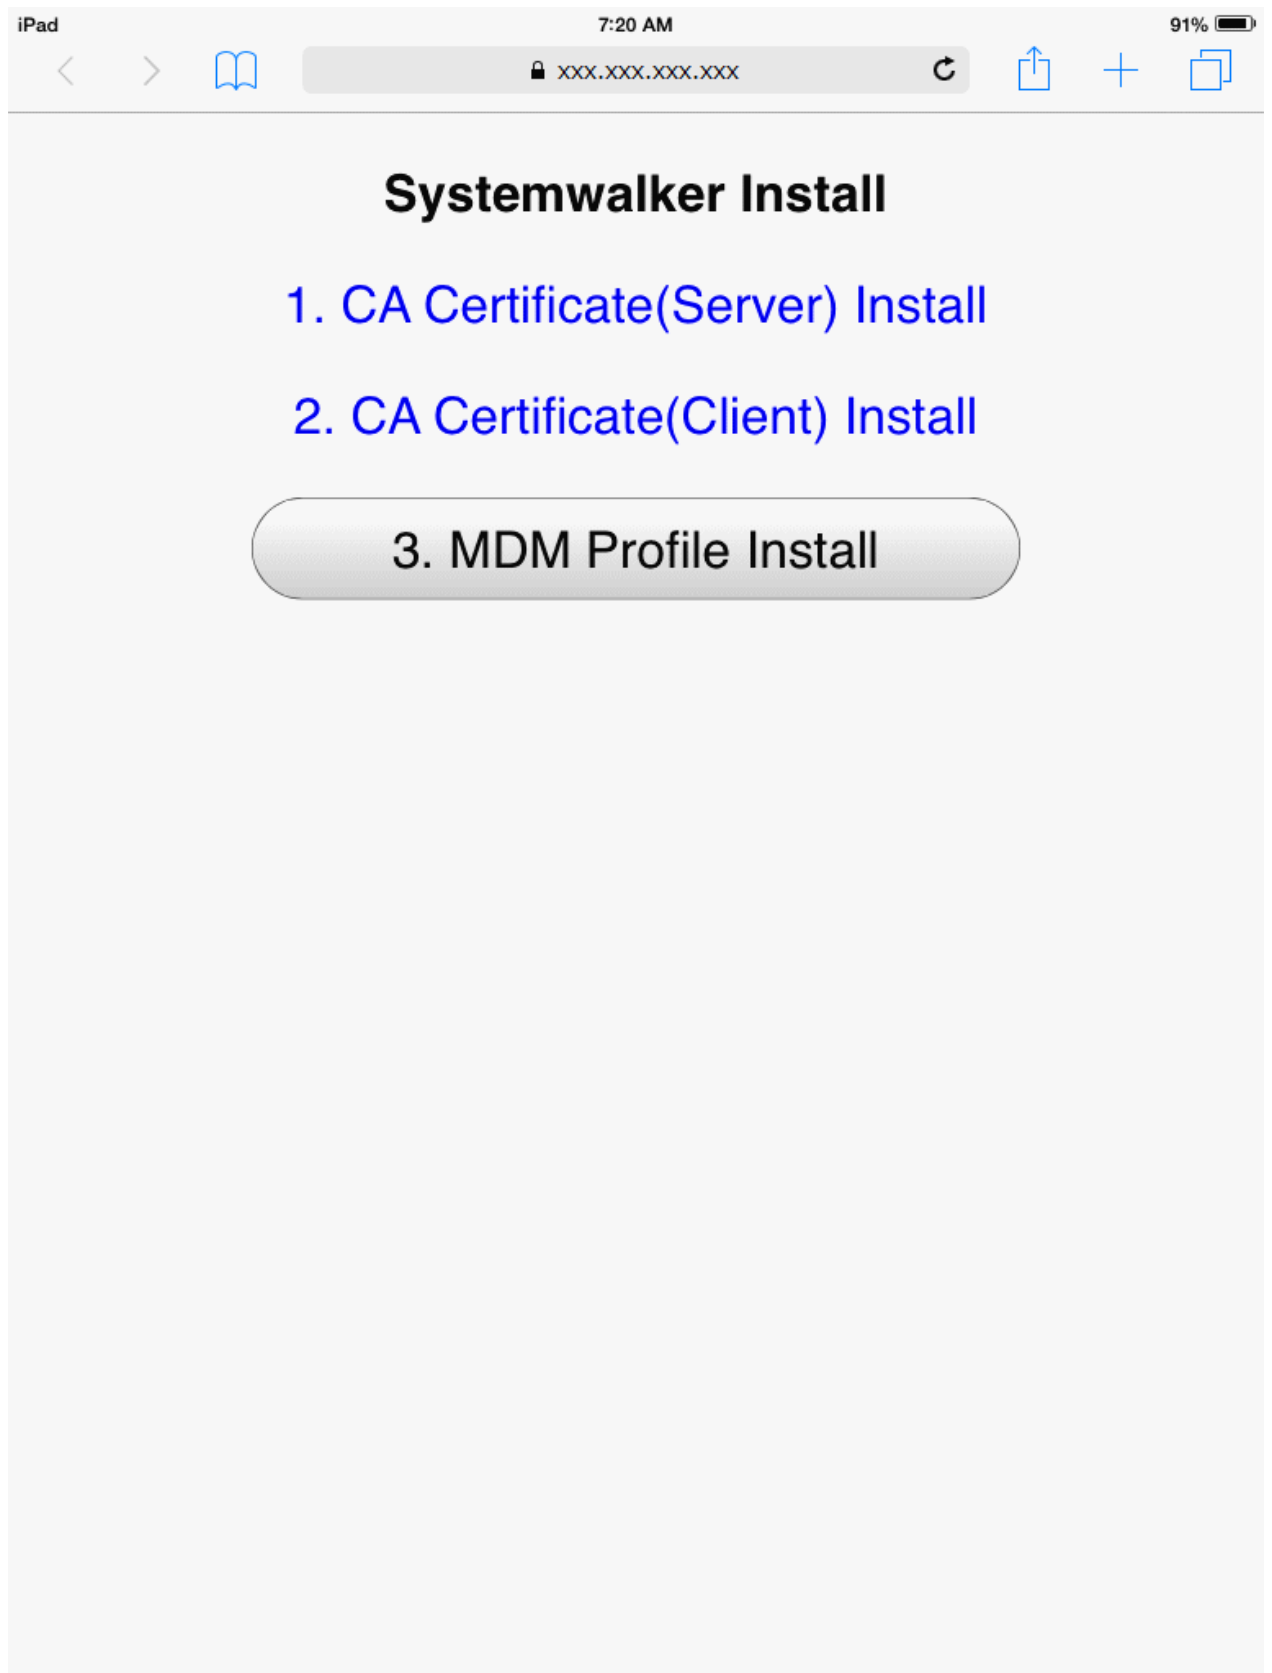 iPad 7:20 AM 91%
xxx.xxx.xxx.xxx
Systemwalker Install
1. CA Certificate(Server) Install
2. CA Certificate(Client) Install
3. MDM Profile Install